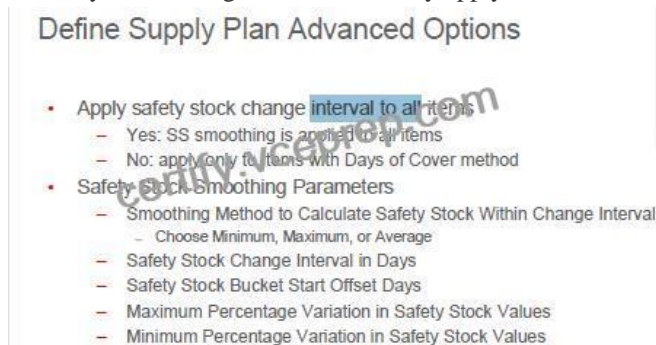 Define Supply Plan Advanced Options
• Apply safety stock change interval to all items
– Yes: SS smoothing is applied to all items
– No: apply only to items with Days of Cover method
• Safety Stock Smoothing Parameters
– Smoothing Method to Calculate Safety Stock Within Change Interval
– Choose Minimum, Maximum, or Average
– Safety Stock Change Interval in Days
– Safety Stock Bucket Start Offset Days
– Maximum Percentage Variation in Safety Stock Values
– Minimum Percentage Variation in Safety Stock Values
certify.vceprep.com